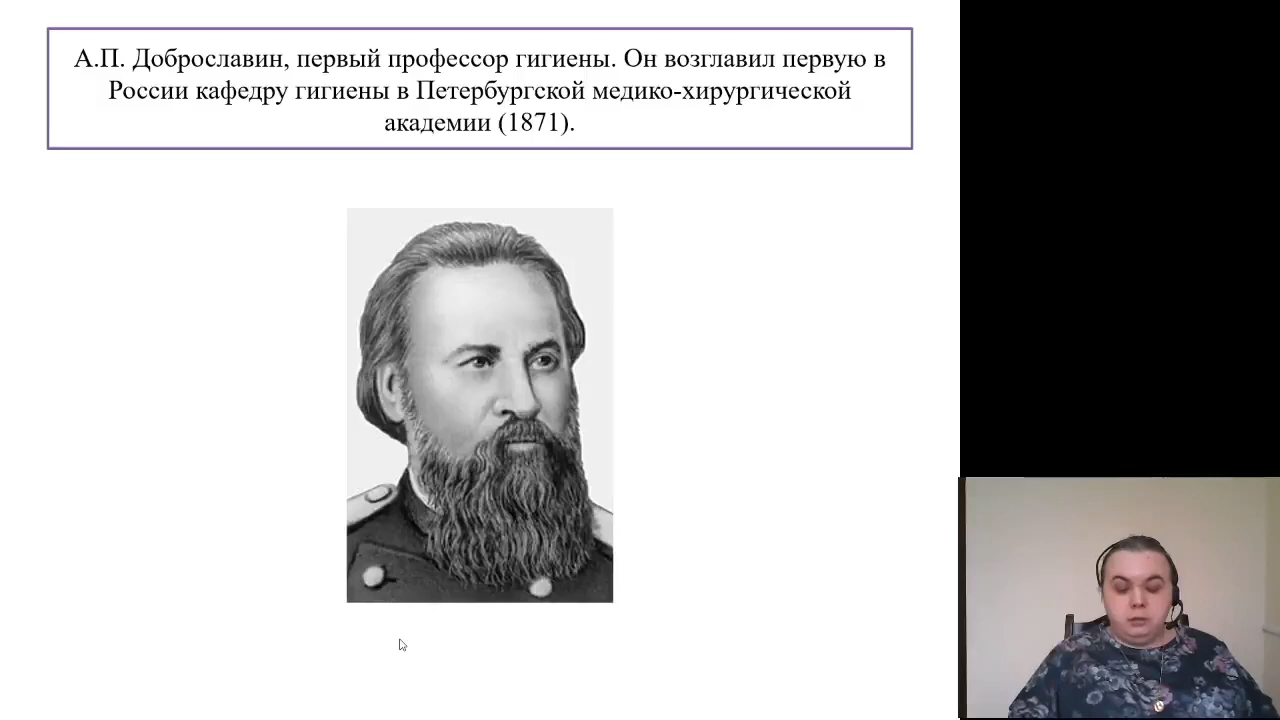 А.П. Доброславин, первый профессор гигиены. Он возглавил первую в
России кафедру гигиены в Петербургской медико-хирургической
академии (1871).